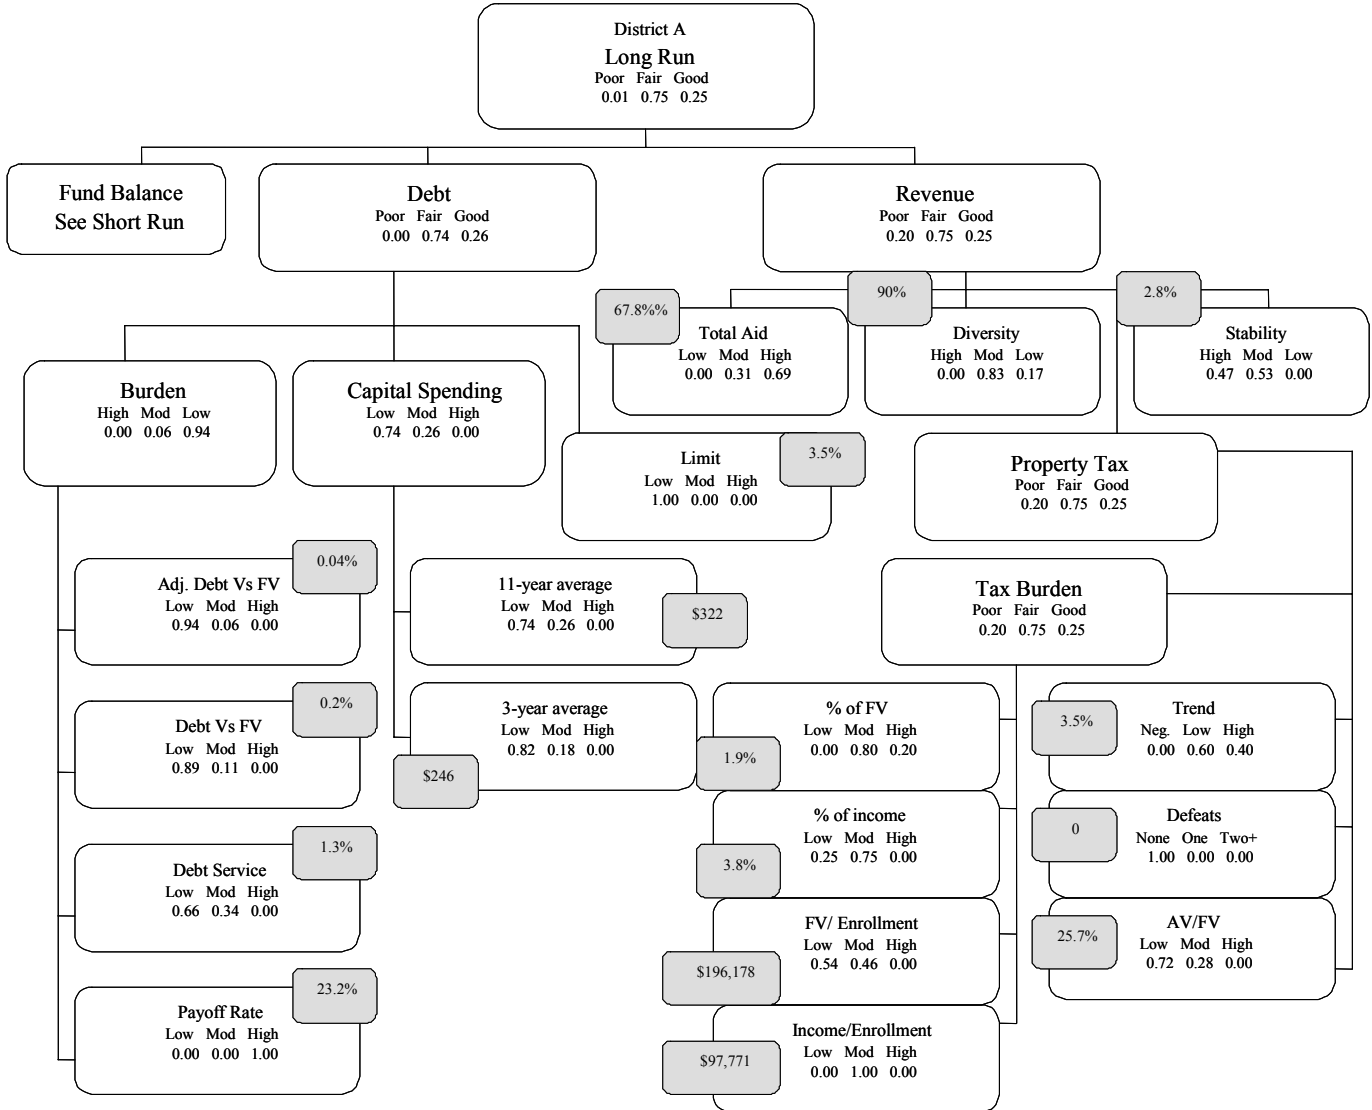 District A
Long Run
Poor Fair Good
0.01 0.75 0.25
Fund Balance
See Short Run
Debt
Poor Fair Good
0.00 0.74 0.26
Revenue
Poor Fair Good
0.20 0.75 0.25
67.8%%
Total Aid
Low Mod High
0.00 0.31 0.69
90%
Diversity
High Mod Low
0.00 0.83 0.17
2.8%
Stability
High Mod Low
0.47 0.53 0.00
Burden
High Mod Low
0.00 0.06 0.94
Capital Spending
Low Mod High
0.74 0.26 0.00
Limit
Low Mod High
1.00 0.00 0.00
3.5%
Property Tax
Poor Fair Good
0.20 0.75 0.25
0.04%
Adj. Debt Vs FV
Low Mod High
0.94 0.06 0.00
11-year average
Low Mod High
0.74 0.26 0.00
$322
Tax Burden
Poor Fair Good
0.20 0.75 0.25
0.2%
Debt Vs FV
Low Mod High
0.89 0.11 0.00
3-year average
Low Mod High
0.82 0.18 0.00
$246
% of FV
Low Mod High
0.00 0.80 0.20
1.9%
Trend
Neg. Low High
0.00 0.60 0.40
3.5%
1.3%
Debt Service
Low Mod High
0.66 0.34 0.00
% of income
Low Mod High
0.25 0.75 0.00
3.8%
0
Defeats
None One Two+
1.00 0.00 0.00
FV/ Enrollment
Low Mod High
0.54 0.46 0.00
$196,178
25.7%
AV/FV
Low Mod High
0.72 0.28 0.00
23.2%
Payoff Rate
Low Mod High
0.00 0.00 1.00
Income/Enrollment
Low Mod High
0.00 1.00 0.00
$97,771